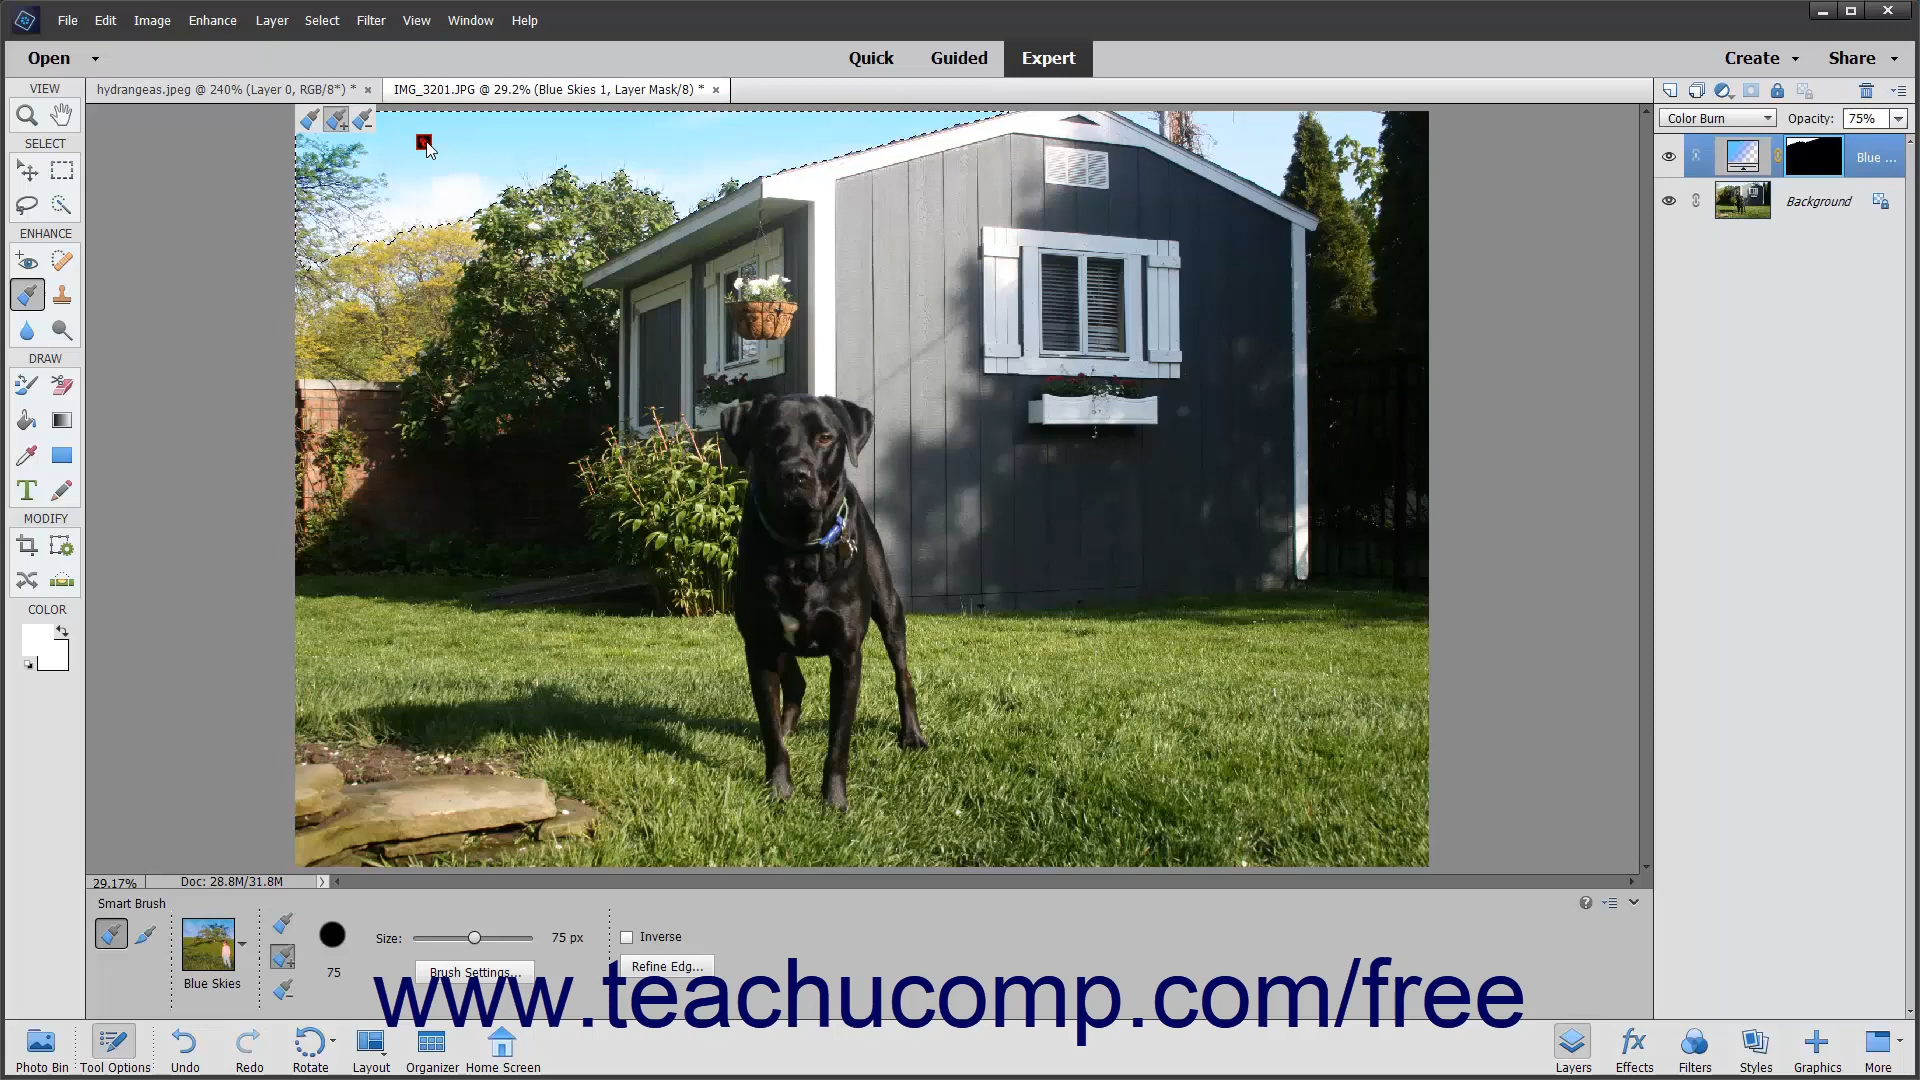 File Edit Image Enhance Layer Select Filter View Window Help
Open Quick Guided Expert Create Share
VIEW
hydrangeas.jpeg @ 240% (Layer 0, RGB/8*) * × IMG_3201.JPG @ 29.2% (Blue Skies 1, Layer Mask/8) * ×
Color Burn Opacity: 75%
SELECT
Blue ...
Background
ENHANCE
DRAW
T
MODIFY
COLOR
29.17% Doc: 28.8M/31.8M
Smart Brush
Size: 75 px Inverse
75 Brush Settings... Refine Edg...
Blue Skies
www.teachucomp.com/free
Photo Bin Tool Options Undo Redo Rotate Layout Organizer Home Screen Layers fx Effects Filters Styles Graphics More